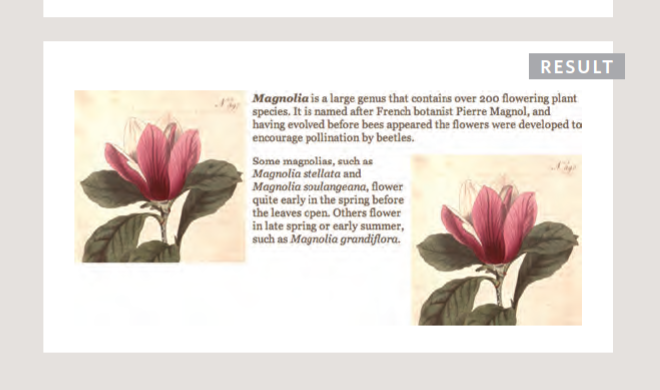 RESULT
Magnolia is a large genus that contains over 200 flowering plant
species. It is named after French botanist Pierre Magnol, and
having evolved before bees appeared the flowers were developed to
encourage pollination by beetles.
Some magnolias, such as
Magnolia stellata and
Magnolia soulangeana, flower
quite early in the spring before
the leaves open. Others flower
in late spring or early summer,
such as Magnolia grandiflora.